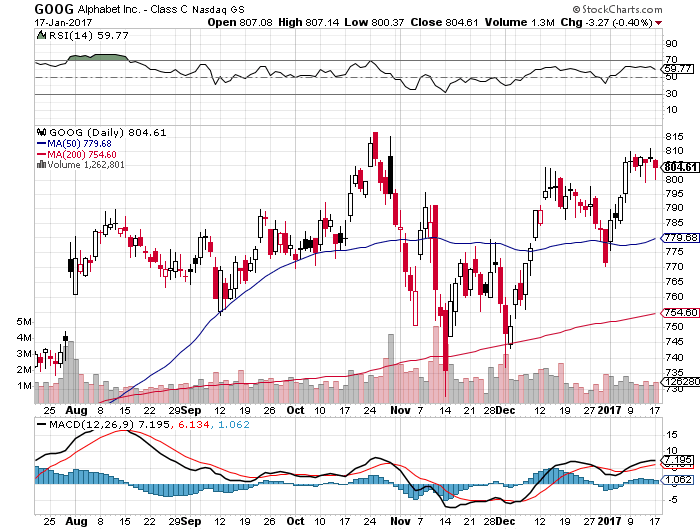 GOOG Alphabet Inc. - Class C Nasdaq GS © StockCharts.com
17-Jan-2017 Open 807.08 High 807.14 Low 800.37 Close 804.61 Volume 1.3M Chg -3.27 (-0.40%)
RSI(14) 59.77
90
70
59.77
50
30
10
GOOG (Daily) 804.61
MA(50) 779.68
MA(200) 754.60
Volume 1,262,801
815
810
804.61
800
795
790
785
779.68
775
770
765
760
754.60
750
745
740
735
730
1262801
5M
4M
3M
2M
1M
25 Aug 8 15 22 29 Sep 12 19 26 Oct 10 17 24 Nov 7 14 21 28 Dec 12 19 27 2017 9 17
MACD(12,26,9) 7.195, 6.134, 1.062
15
10
7.195
1.062
0
-5
25 Aug 8 15 22 29 Sep 12 19 26 Oct 10 17 24 Nov 7 14 21 28 Dec 12 19 27 2017 9 17